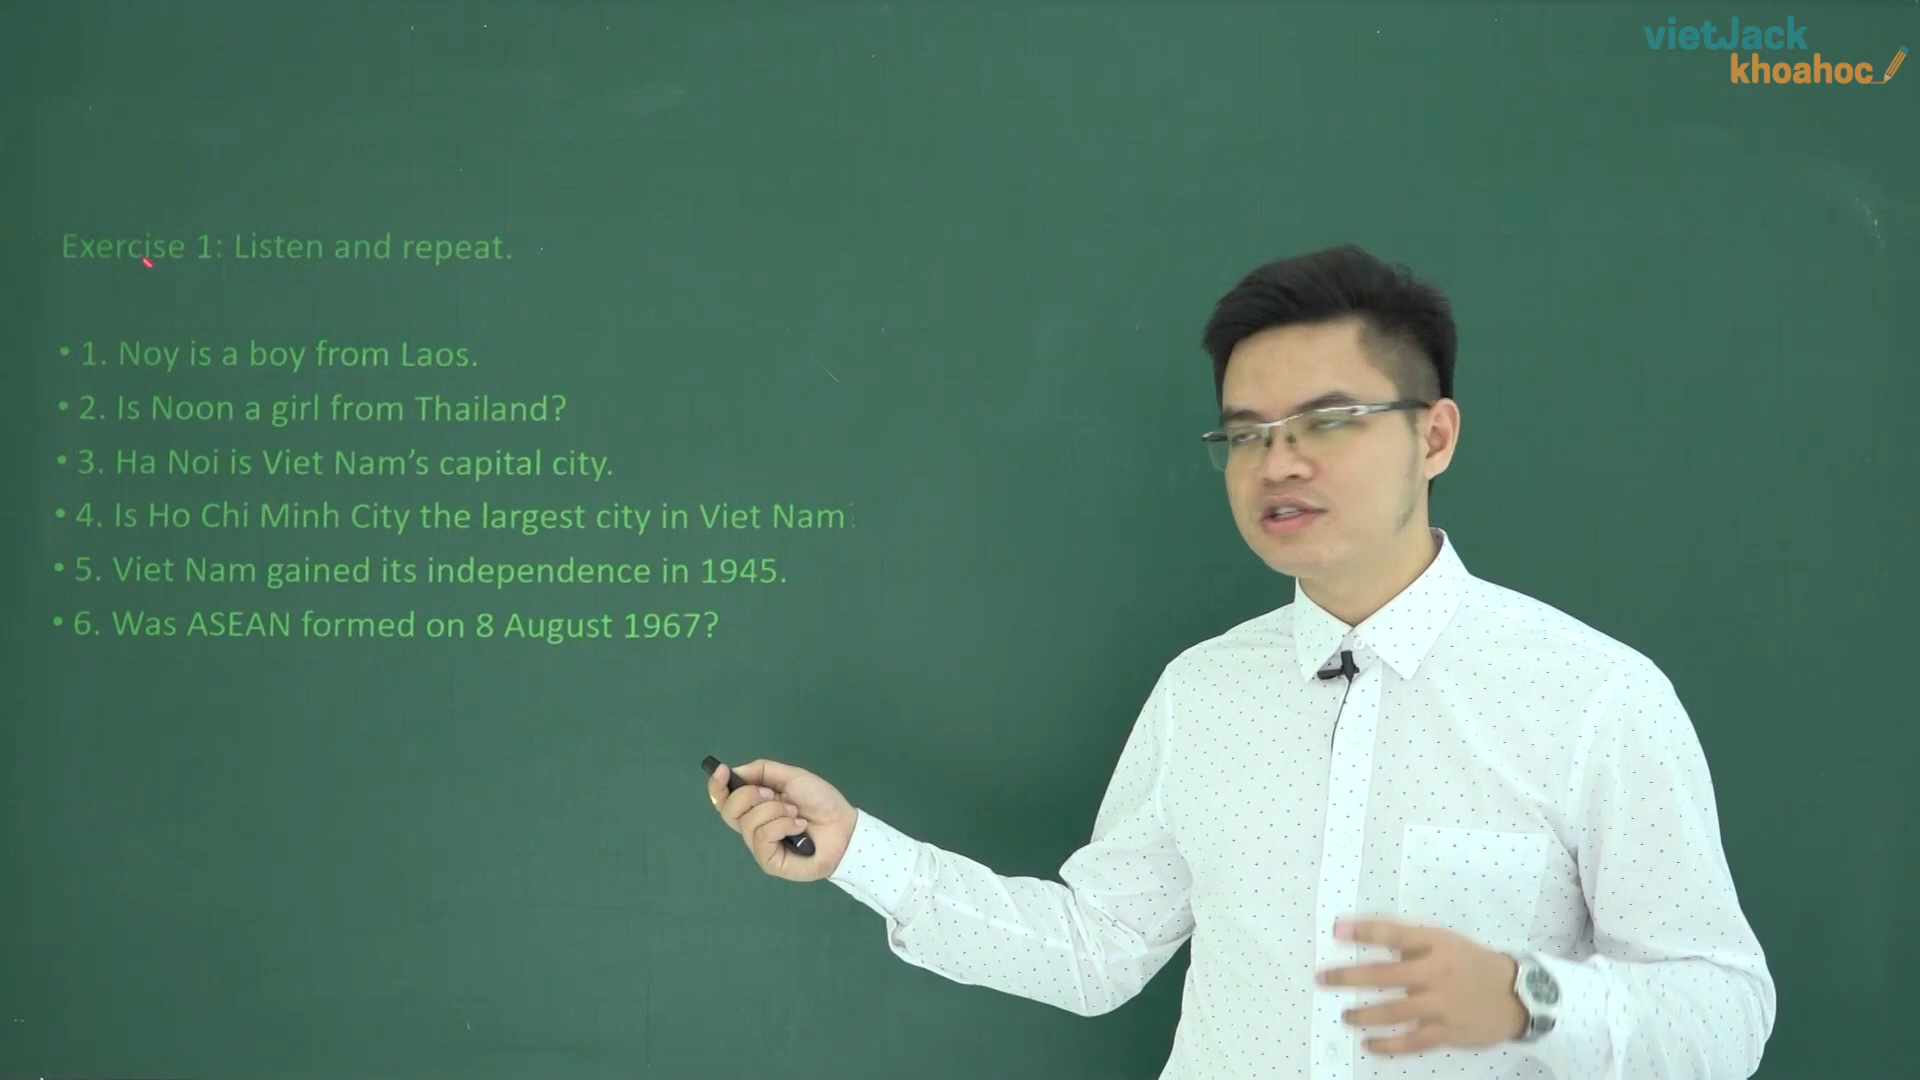 vietJack
khoahoc
Exercise 1: Listen and repeat.
• 1. Noy is a boy from Laos.
• 2. Is Noon a girl from Thailand?
• 3. Ha Noi is Viet Nam’s capital city.
• 4. Is Ho Chi Minh City the largest city in Viet Nam
• 5. Viet Nam gained its independence in 1945.
• 6. Was ASEAN formed on 8 August 1967?